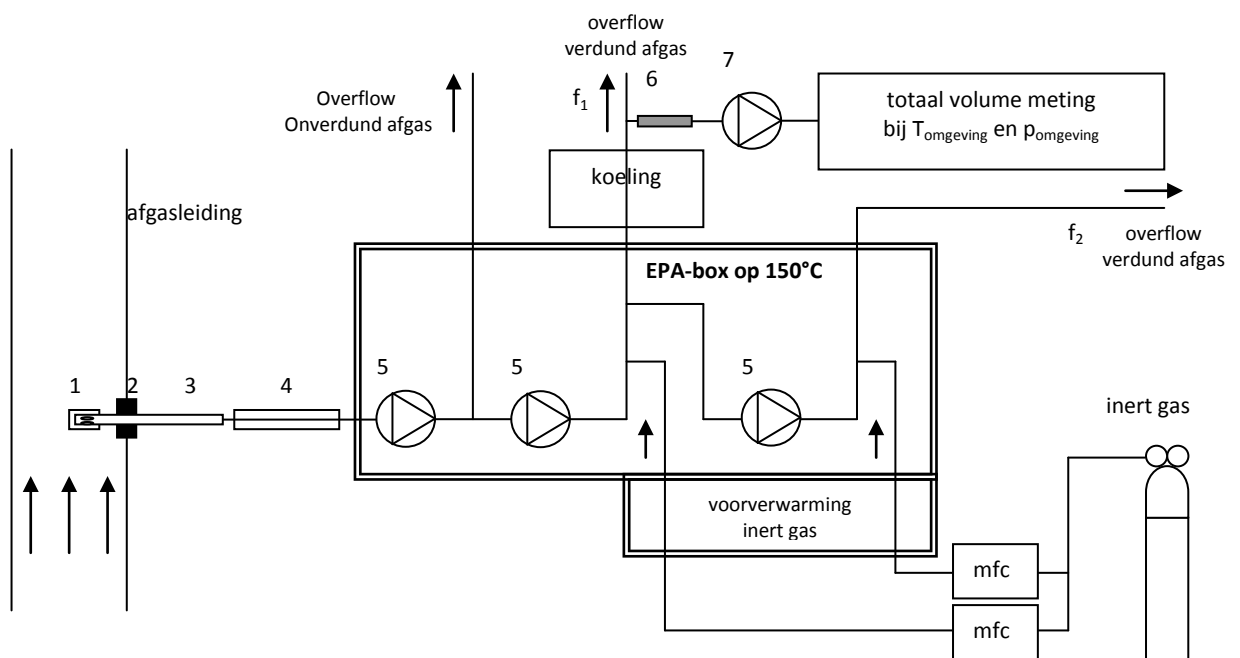 overflow
verdund afgas
7
6
f1
Overflow
Onverdund afgas
totaal volume meting
bij Tomgeving en pomgeving
koeling
afgasleiding
f2
overflow
verdund afgas
EPA-box op 150°C
1
2
3
4
5
5
5
inert gas
voorverwarming
inert gas
mfc
mfc